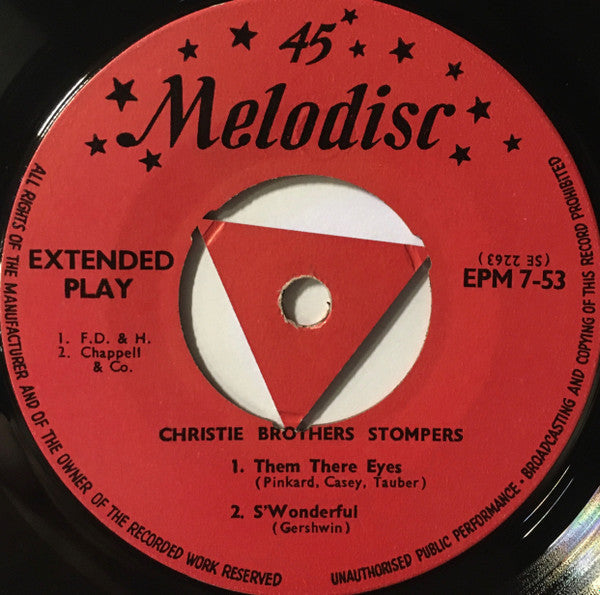 45
Melodisc
EXTENDED
PLAY
(SE 2263)
EPM 7-53
1. F.D. & H.
2. Chappell
& Co.
CHRISTIE BROTHERS STOMPERS
1. Them There Eyes
(Pinkard, Casey, Tauber)
2. S'Wonderful
(Gershwin)
ALL RIGHTS OF THE MANUFACTURER AND OF THE OWNER OF THE RECORDED WORK RESERVED
UNAUTHORISED PUBLIC PERFORMANCE · BROADCASTING AND COPYING OF THIS RECORD PROHIBITED